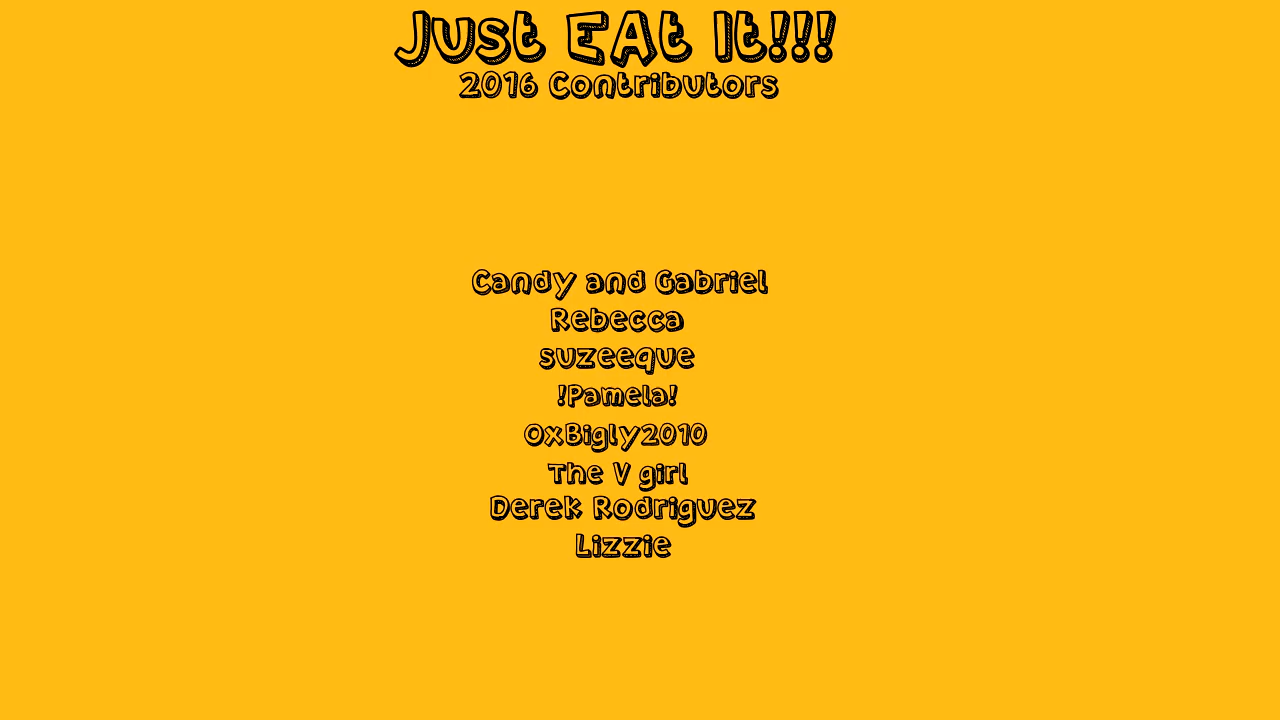 Just EAt It!!!
2016 Contributors
Candy and Gabriel
Rebecca
suzeeque
!Pamela!
OxBigly2010
The V girl
Derek Rodriguez
Lizzie